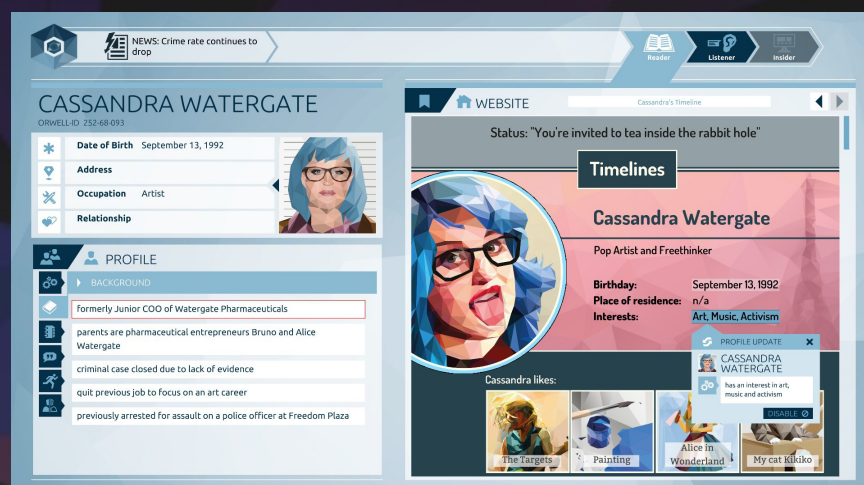 NEWS: Crime rate continues to
drop
Reader
Listener
Insider
CASSANDRA WATERGATE
ORWELL-ID 252-68-093
Date of Birth September 13, 1992
Address
Occupation Artist
Relationship
PROFILE
BACKGROUND
formerly Junior COO of Watergate Pharmaceuticals
parents are pharmaceutical entrepreneurs Bruno and Alice
Watergate
criminal case closed due to lack of evidence
quit previous job to focus on an art career
previously arrested for assault on a police officer at Freedom Plaza
WEBSITE
Cassandra's Timeline
Status: "You're invited to tea inside the rabbit hole"
Timelines
Cassandra Watergate
Pop Artist and Freethinker
Birthday: September 13, 1992
Place of residence: n/a
Interests: Art, Music, Activism
PROFILE UPDATE
CASSANDRA
WATERGATE
has an interest in art,
music and activism
DISABLE
Cassandra likes:
The Targets
Painting
Alice in
Wonderland
My cat Kikiko